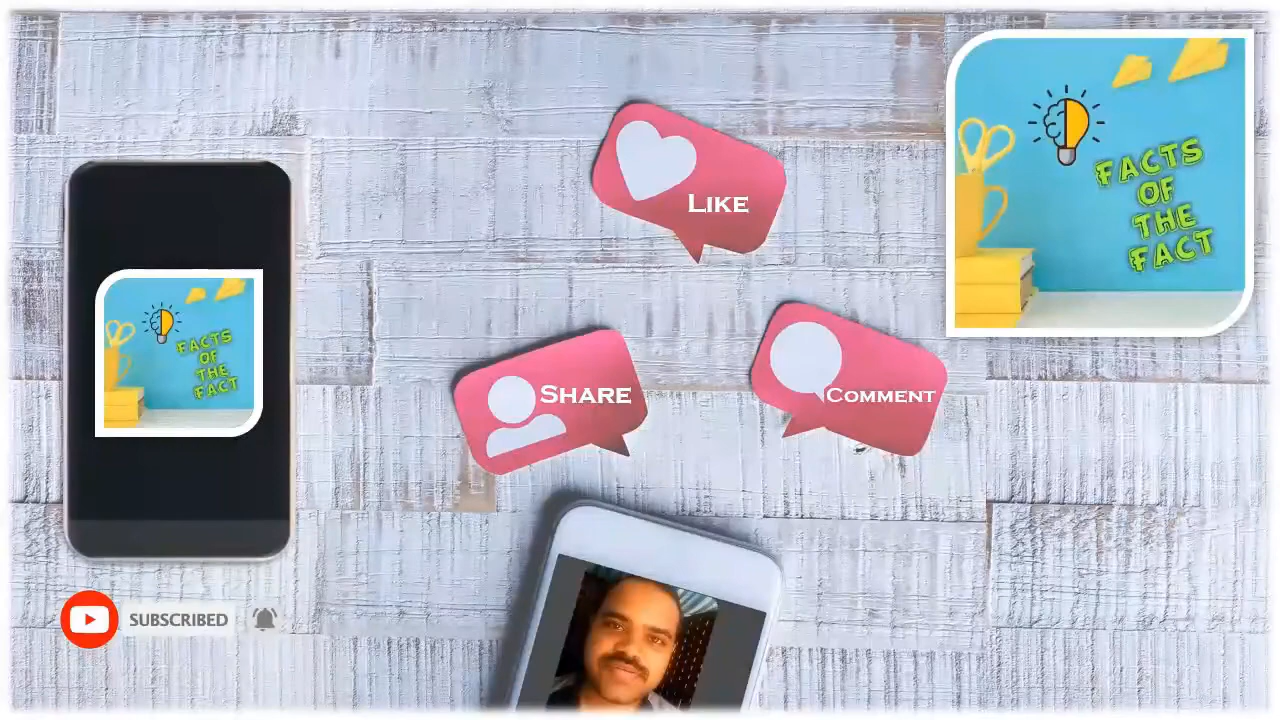 LIKE
FACTS
OF
THE
FACT
FACTS
OF
THE
FACT
SHARE
COMMENT
SUBSCRIBED